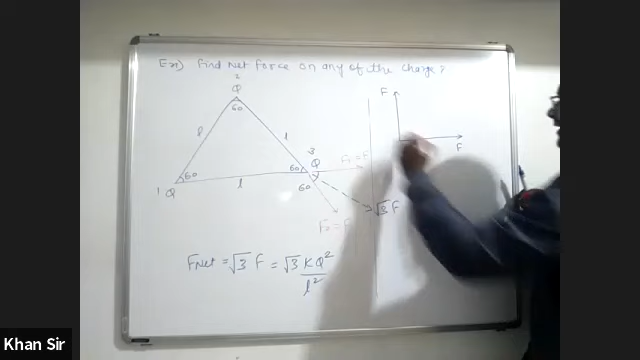 Ex) Find Net force on any of the charge?
2
Q
60
l
l
3
Q
F₁ = F
60
60
1 Q
60
l
F₂ = F
√3 F
F
F
FNet = √3 F = √3 KQ²
l²
Khan Sir